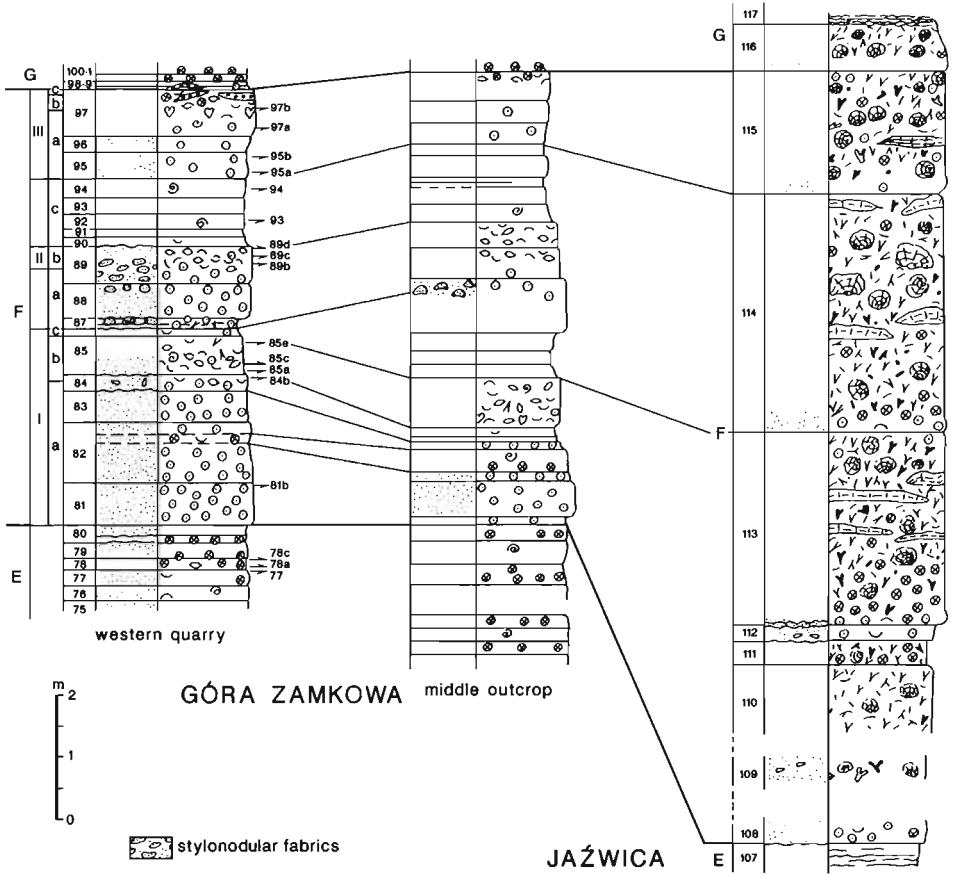 G
100·1
98·9
c
b
97
97b
97a
III
a
96
95
95b
95a
c
94
94
93
93
92
91
90
89d
II
b
89
89c
89b
F
a
88
87
c
b
85
85e
85c
85a
84
84b
I
83
a
82
81b
81
E
80
79
78c
78
78a
77
77
76
75
western quarry
GÓRA ZAMKOWA
middle outcrop
m
2
1
0
stylonodular fabrics
117
G
116
115
114
F
113
112
111
110
109
108
E
107
JAŹWICA